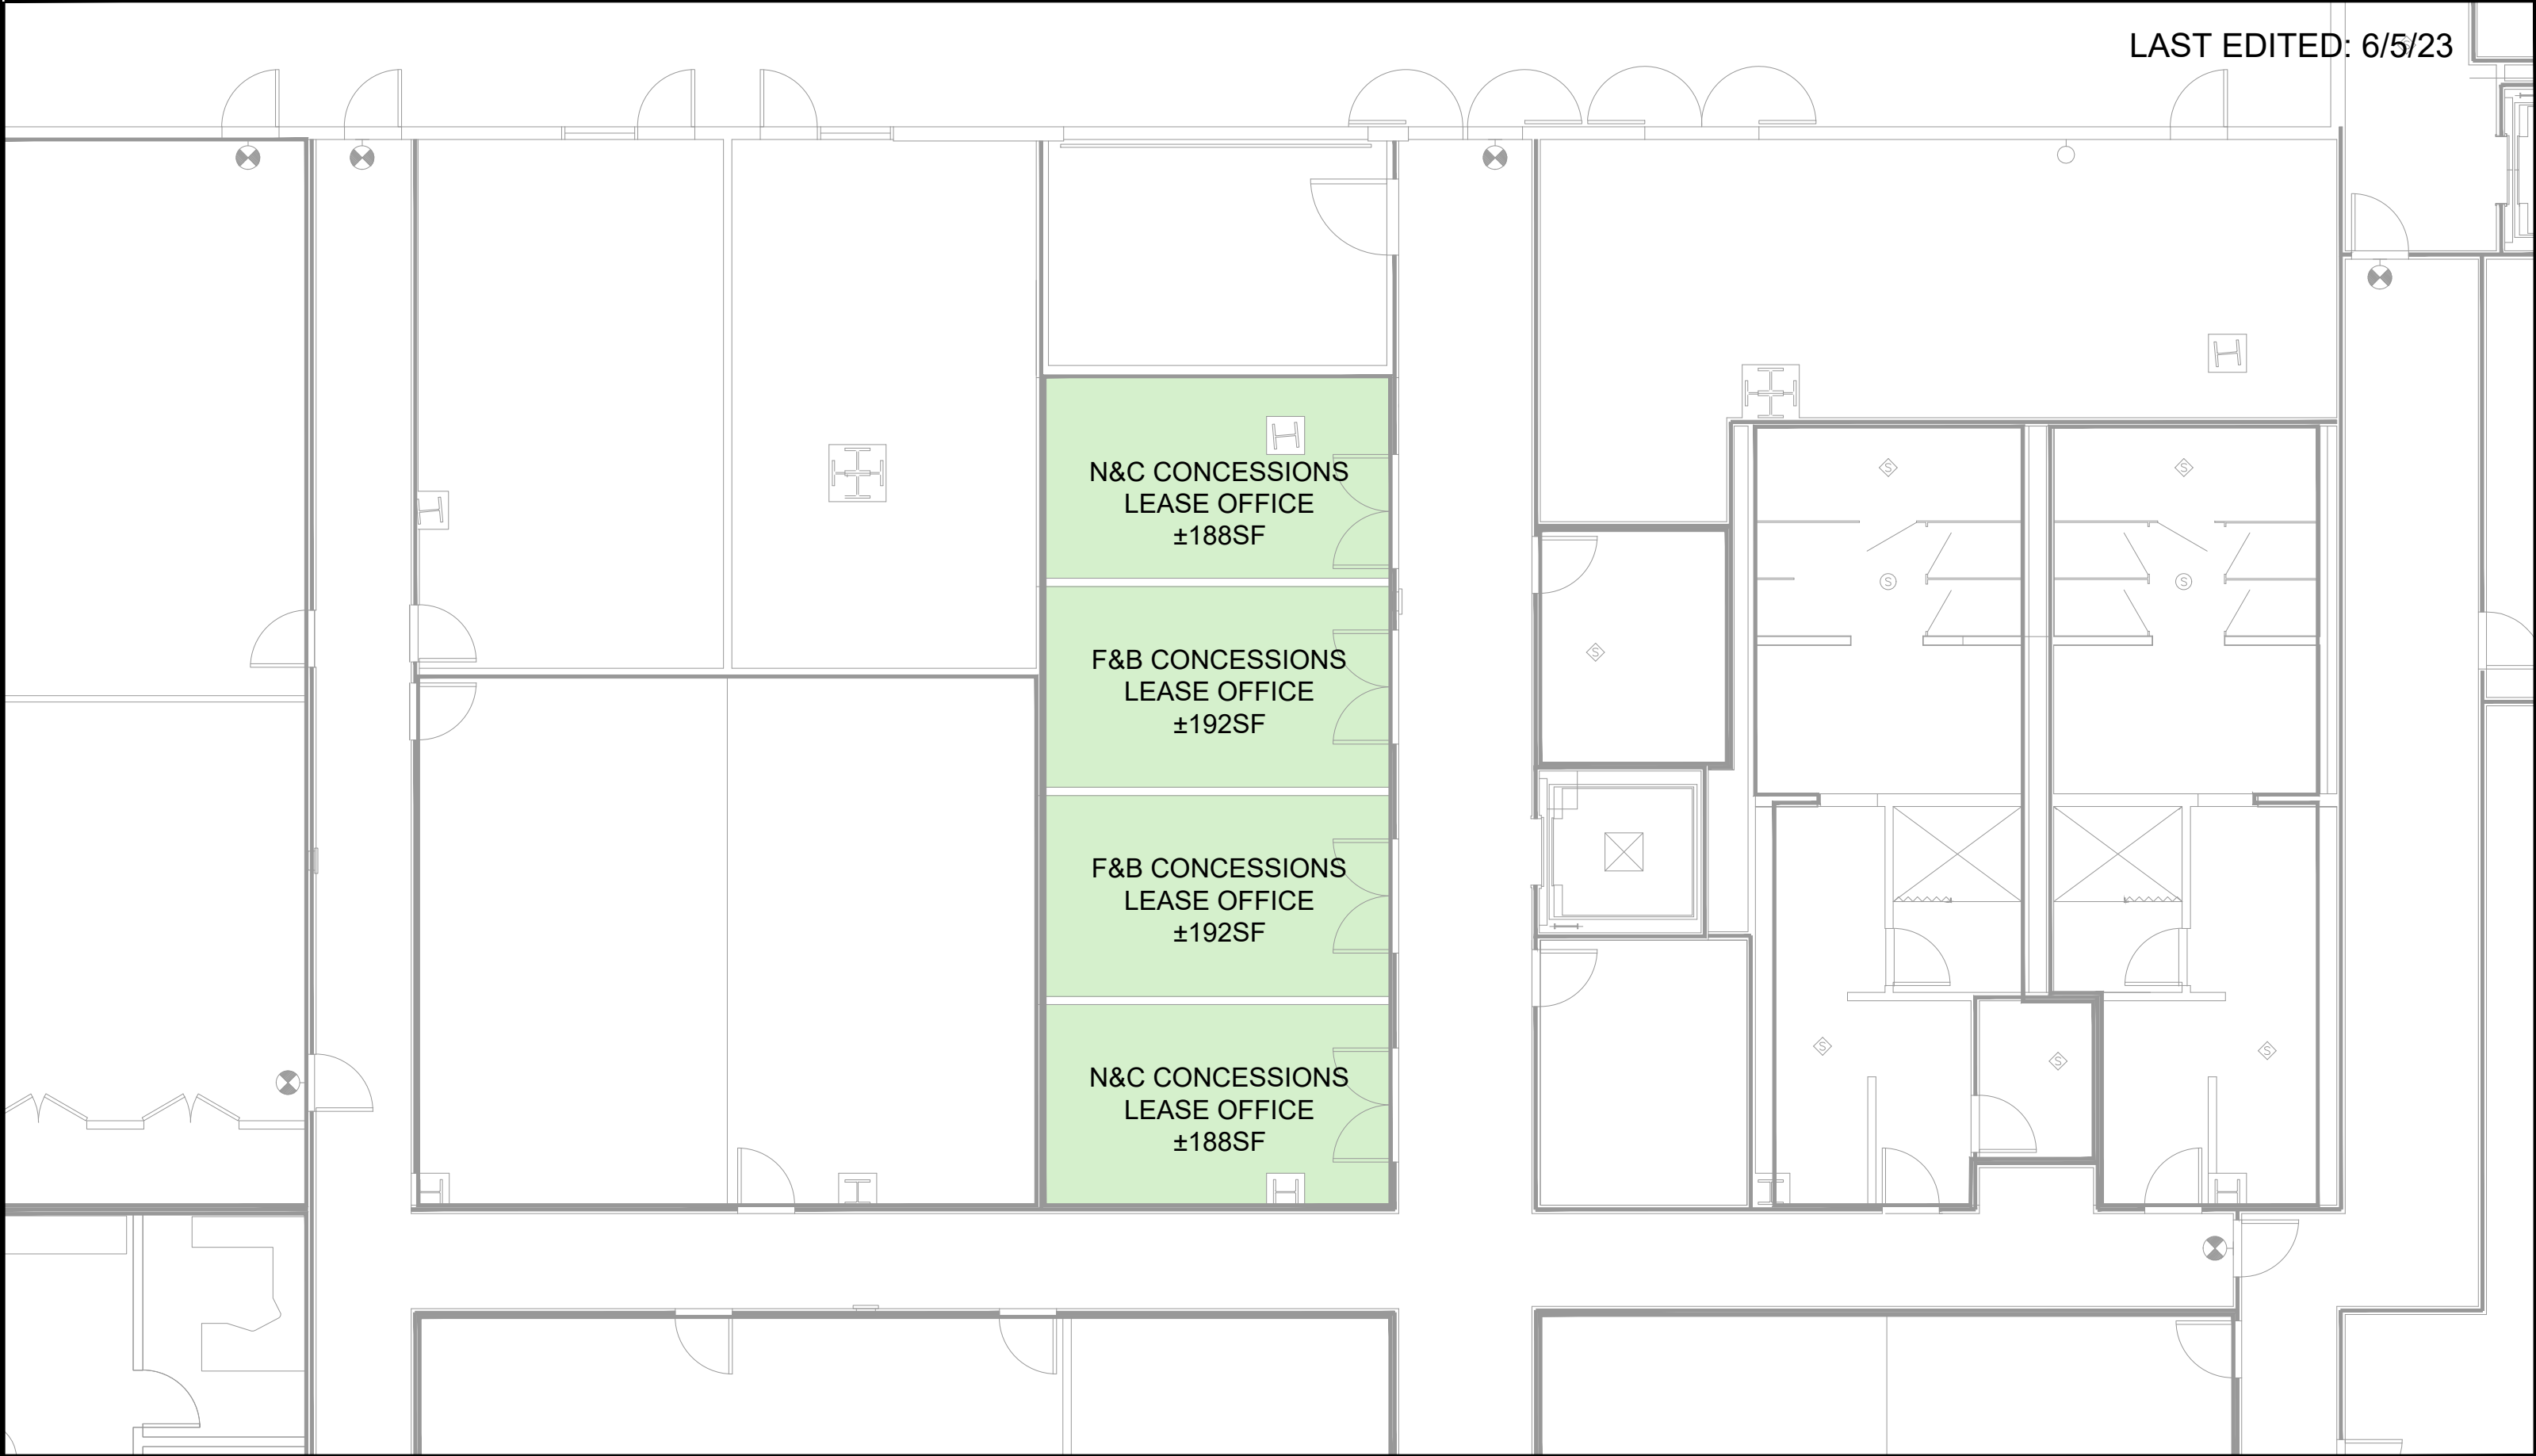 LAST EDITED: 6/5/23
N&C CONCESSIONS
LEASE OFFICE
±188SF
F&B CONCESSIONS
LEASE OFFICE
±192SF
F&B CONCESSIONS
LEASE OFFICE
±192SF
N&C CONCESSIONS
LEASE OFFICE
±188SF
S
S
S
S
S
S
S
S